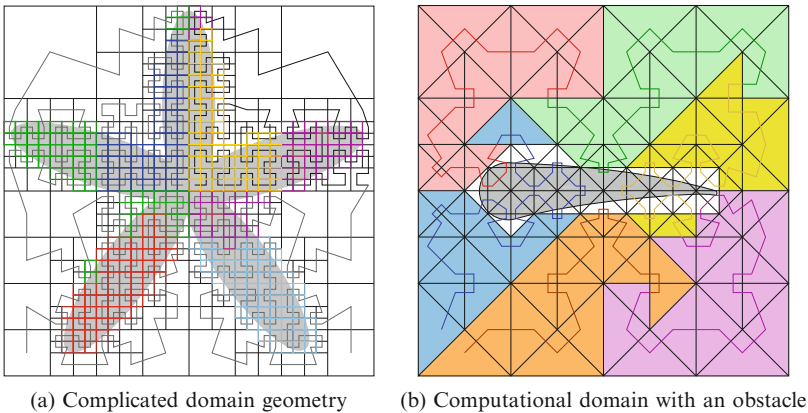 (a) Complicated domain geometry
(b) Computational domain with an obstacle